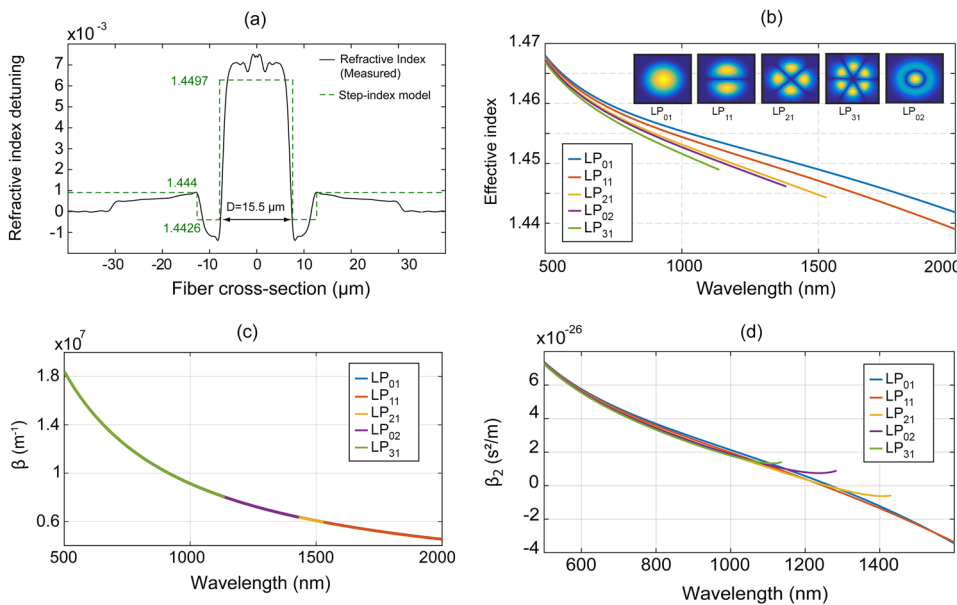 (a)
×10⁻³
Refractive index detuning
7
6
5
4
3
2
1
0
-1
1.4497
1.444
1.4426
D=15.5 µm
Refractive Index
(Measured)
Step-index model
-30 -20 -10 0 10 20 30
Fiber cross-section (µm)
(b)
Effective index
1.47
1.46
1.45
1.44
LP₀₁ LP₁₁ LP₂₁ LP₃₁ LP₀₂
LP₀₁
LP₁₁
LP₂₁
LP₀₂
LP₃₁
500 1000 1500 2000
Wavelength (nm)
(c)
x10⁷
β (m⁻¹)
1.8
1.4
1
0.6
LP₀₁
LP₁₁
LP₂₁
LP₀₂
LP₃₁
500 1000 1500 2000
Wavelength (nm)
(d)
x10⁻²⁶
β₂ (s²/m)
6
4
2
0
-2
-4
LP₀₁
LP₁₁
LP₂₁
LP₀₂
LP₃₁
600 800 1000 1200 1400
Wavelength (nm)